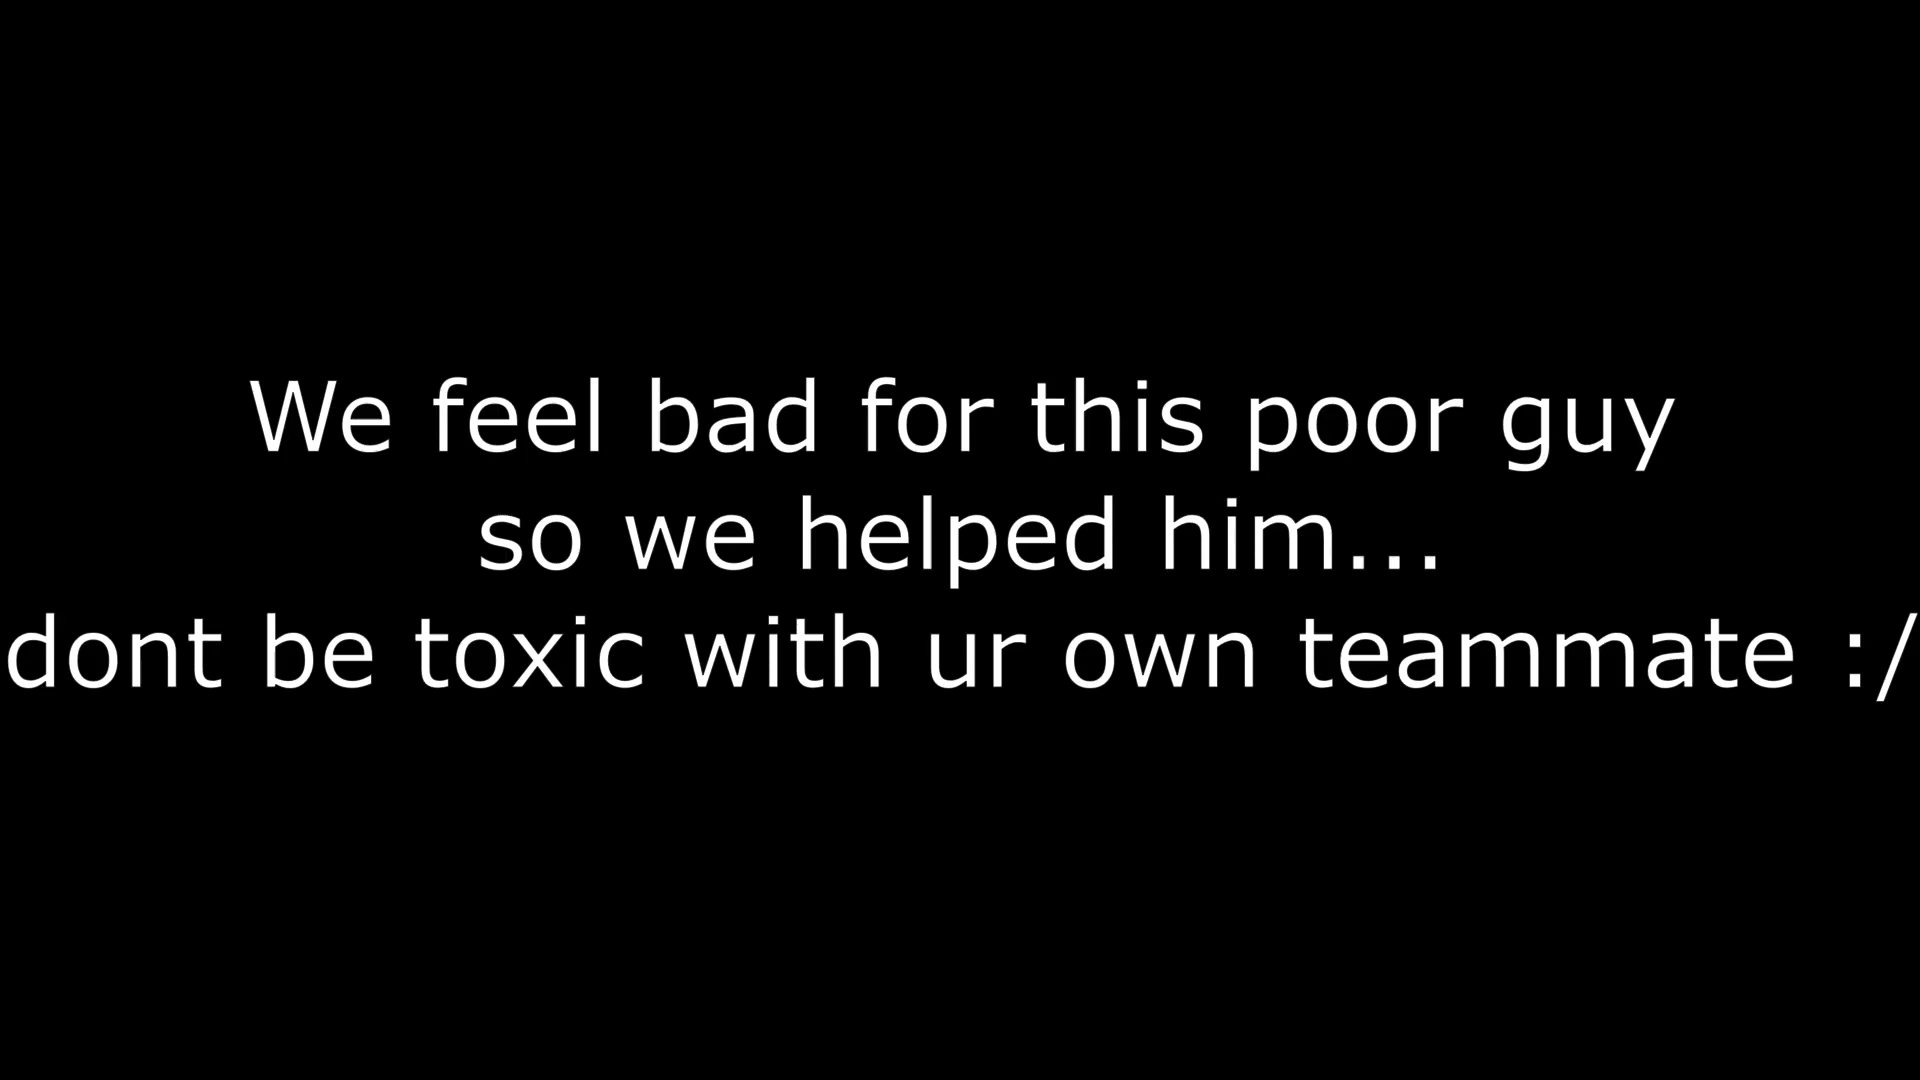 We feel bad for this poor guy
so we helped him...
dont be toxic with ur own teammate :/